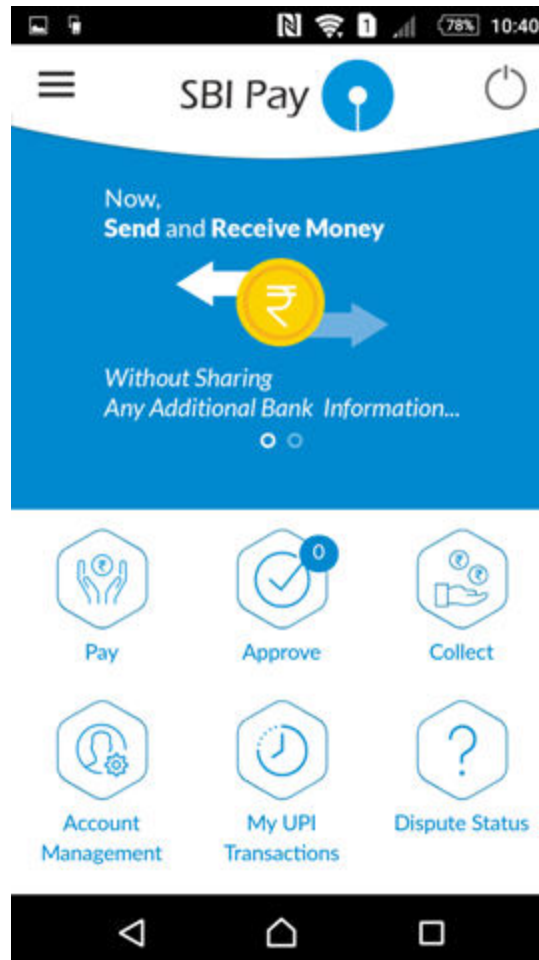 1 78% 10:40
SBI Pay
Now,
Send and Receive Money
₹
Without Sharing
Any Additional Bank Information...
₹ 0 ₹ ₹
Pay Approve Collect
?
Account My UPI Dispute Status
Management Transactions